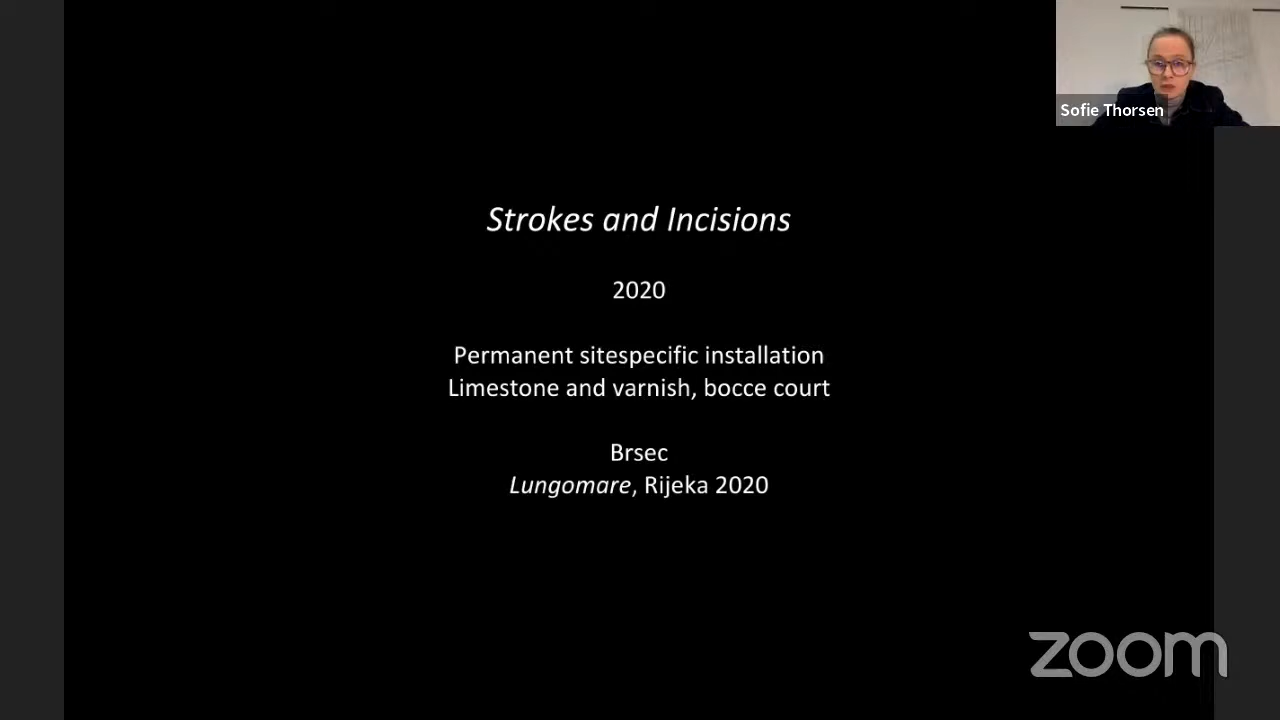 Sofie Thorsen
Strokes and Incisions
2020
Permanent sitespecific installation
Limestone and varnish, bocce court
Brsec
Lungomare, Rijeka 2020
zoom